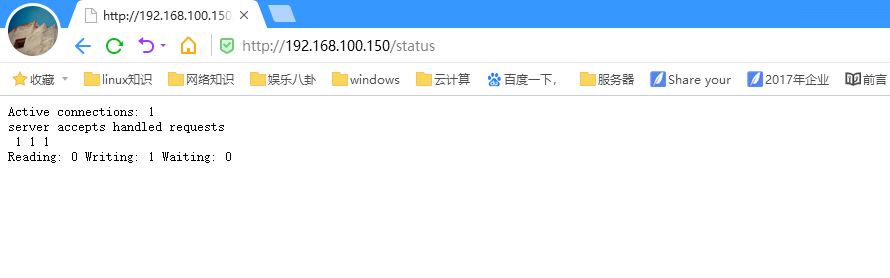 http://192.168.100.150
http://192.168.100.150/status
收藏 linux知识 网络知识 娱乐八卦 windows 云计算 百度一下， 服务器 Share your 2017年企业 前言
Active connections: 1
server accepts handled requests
1 1 1
Reading: 0 Writing: 1 Waiting: 0